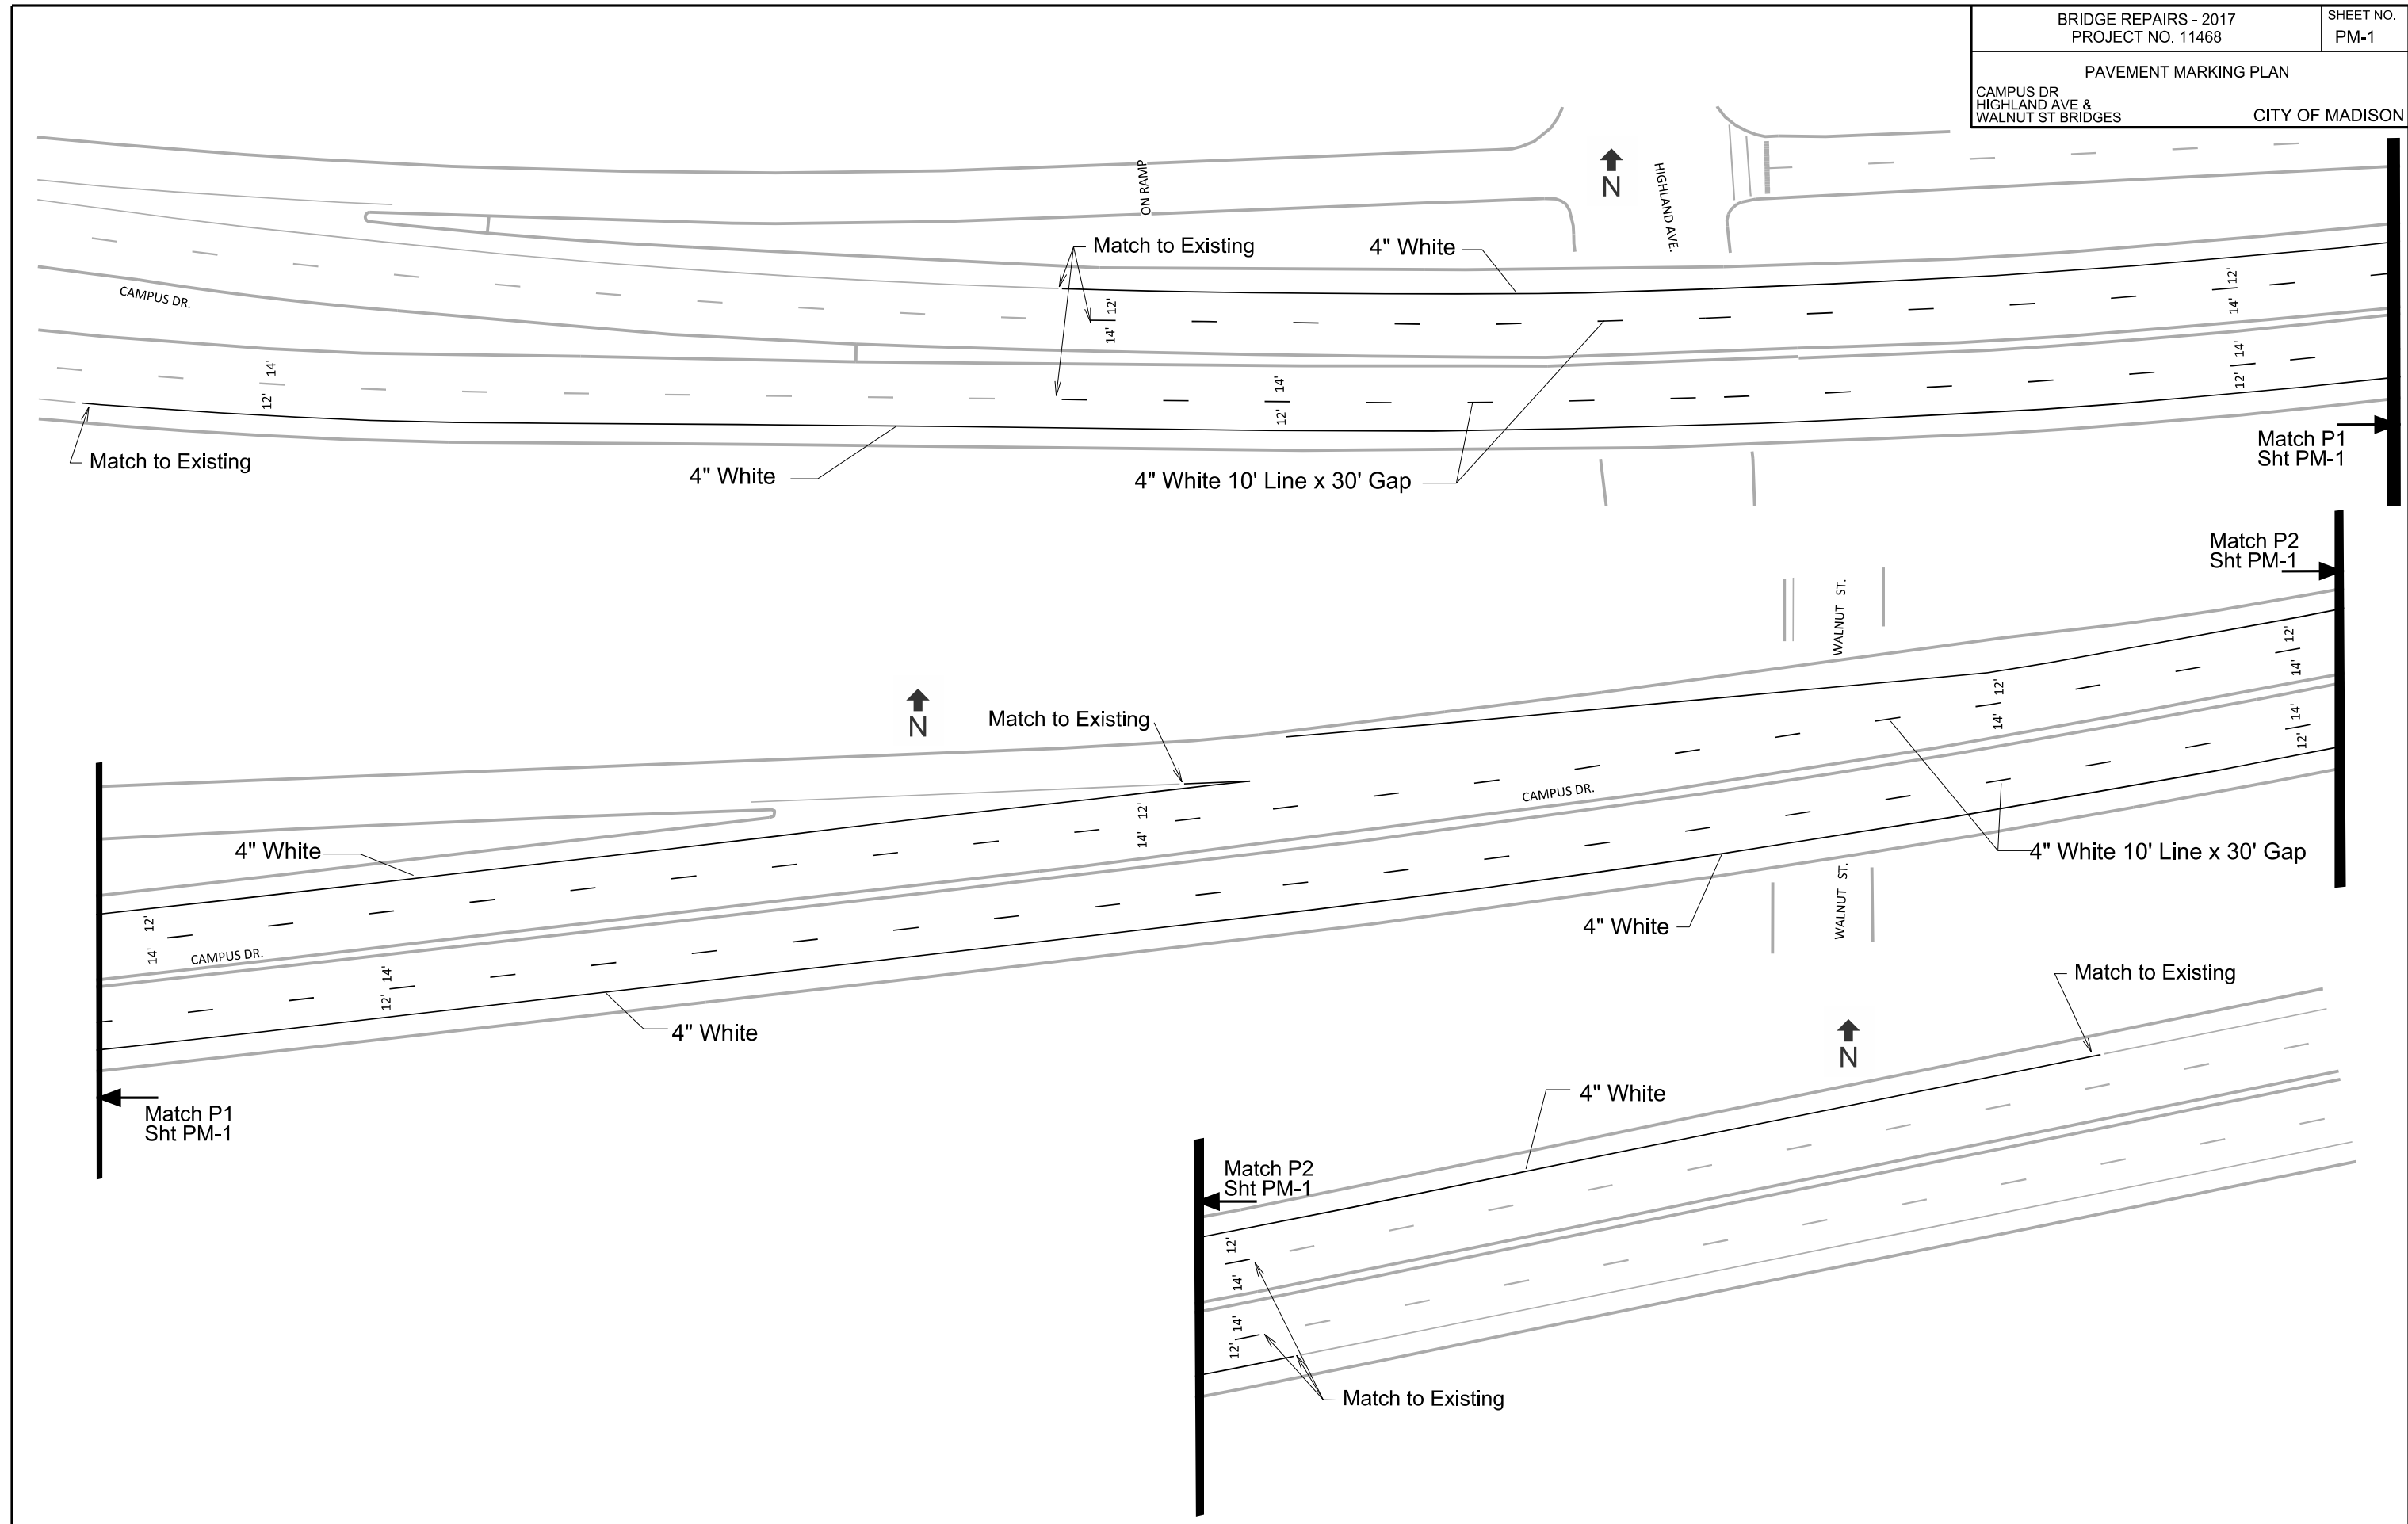 BRIDGE REPAIRS - 2017
PROJECT NO. 11468
SHEET NO.
PM-1
PAVEMENT MARKING PLAN
CAMPUS DR
HIGHLAND AVE &
WALNUT ST BRIDGES
CITY OF MADISON
ON RAMP
N
HIGHLAND AVE.
Match to Existing
4" White
CAMPUS DR.
12'
14'
12'
14'
14'
12'
14'
12'
14'
12'
Match to Existing
4" White
4" White 10' Line x 30' Gap
Match P1
Sht PM-1
Match P2
Sht PM-1
WALNUT ST.
N
Match to Existing
12'
14'
12'
14'
14'
12'
12'
14'
CAMPUS DR.
4" White
4" White 10' Line x 30' Gap
12'
14'
CAMPUS DR.
14'
12'
4" White
WALNUT ST.
4" White
Match P1
Sht PM-1
Match to Existing
N
4" White
Match P2
Sht PM-1
12'
14'
14'
12'
Match to Existing